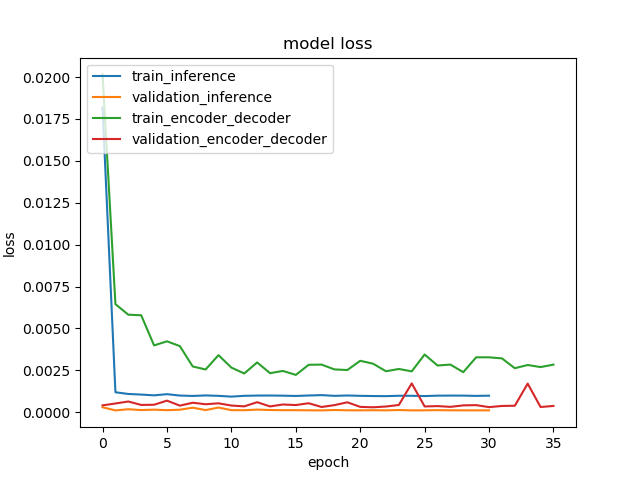 model loss
train_inference
validation_inference
train_encoder_decoder
validation_encoder_decoder
loss
0.0200
0.0175
0.0150
0.0125
0.0100
0.0075
0.0050
0.0025
0.0000
0 5 10 15 20 25 30 35
epoch